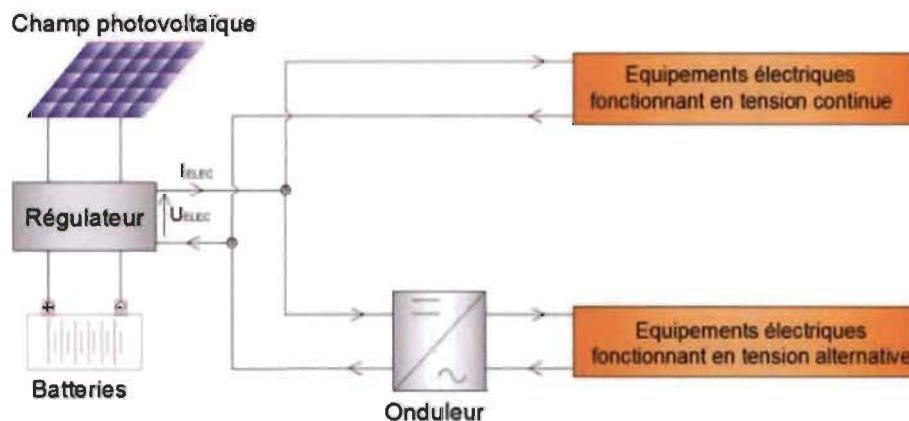 Champ photovoltaïque
Equipements électriques
fonctionnant en tension continue
IELEC
Régulateur
UELEC
+
-
Equipements électriques
fonctionnant en tension alternative
Batteries
Onduleur